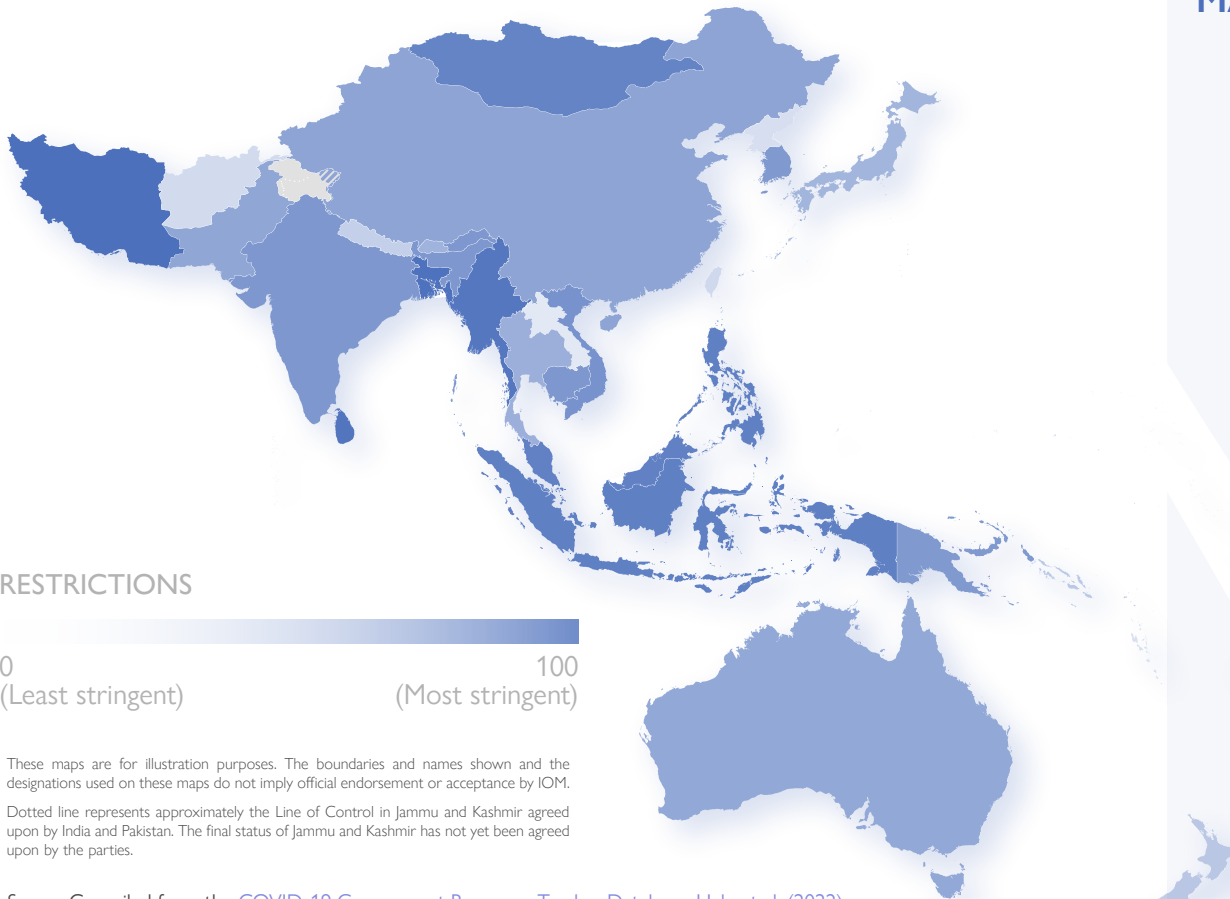 RESTRICTIONS
0 100
(Least stringent) (Most stringent)
These maps are for illustration purposes. The boundaries and names shown and the
designations used on these maps do not imply official endorsement or acceptance by IOM.
Dotted line represents approximately the Line of Control in Jammu and Kashmir agreed
upon by India and Pakistan. The final status of Jammu and Kashmir has not yet been agreed
upon by the parties.